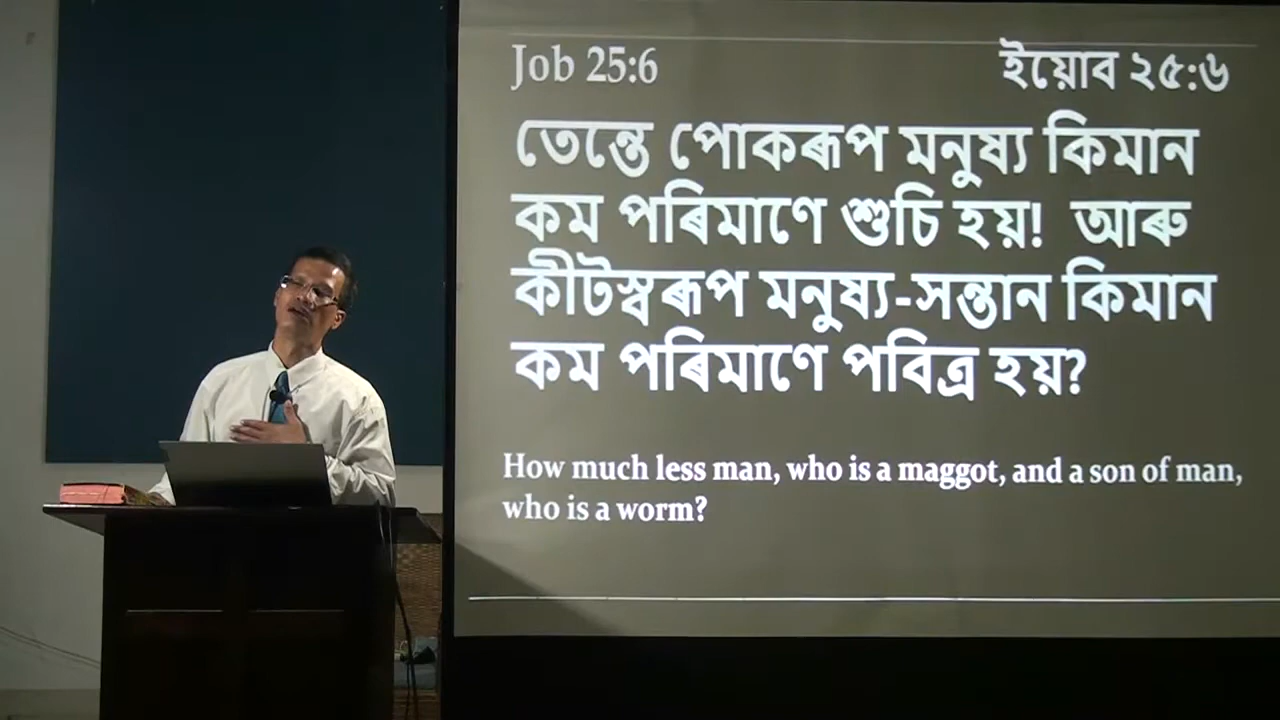 Job 25:6 ইয়োব ২৫:৬
তেন্তে পোকৰূপ মনুষ্য কিমান
কম পৰিমাণে শুচি হয়! আৰু
কীটস্বৰূপ মনুষ্য-সন্তান কিমান
কম পৰিমাণে পবিত্ৰ হয়?
How much less man, who is a maggot, and a son of man,
who is a worm?